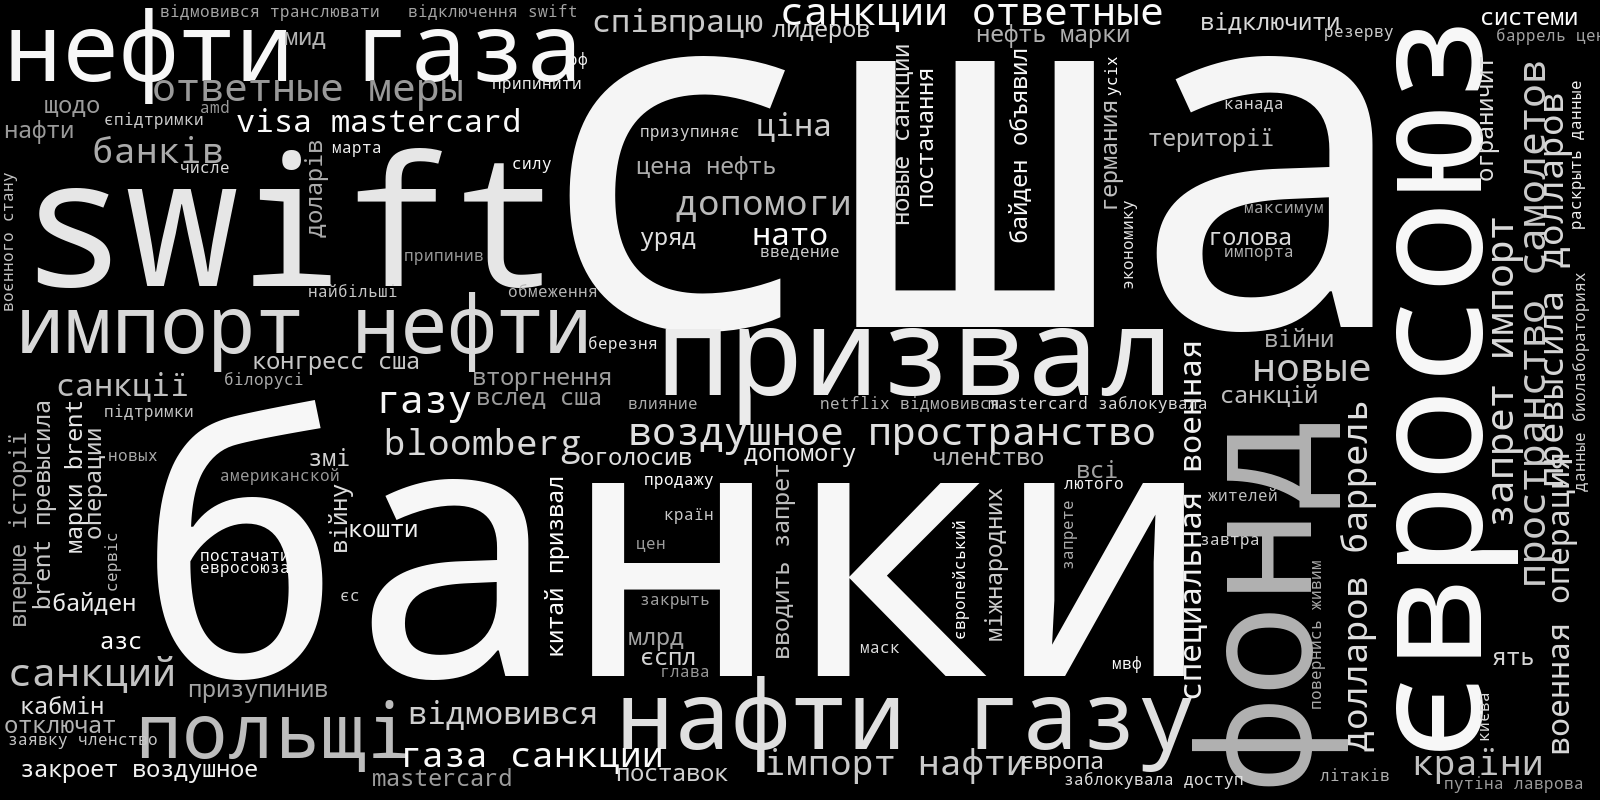 відмовився транслювати
відключення swift
санкции ответные
співпрацю
лидеров
нефть марки
відключити
резерву
системи
баррель цен
нефти газа
мид
рф
ответные меры
припинити
щодо
amd
єпідтримки
visa mastercard
нафти
банків
числе
марта
силу
доларів
воєнного стану
swift
припинив
найбільші
обмеження
сша
призупиняє
ціна
цена нефть
допомоги
уряд
нато
введение
новые санкции
постачання
байден объявил
германия
усіх
экономику
канада
території
максимум
голова
импорта
евросоюз
ограничит
запрет импорт
пространство самолетов
превысила долларов
раскрыть данные
данные биолабораториях
импорт нефти
березня
призвал
війни
новые
санкцій
конгресс сша
санкції
білорусі
вторгнення
вслед сша
підтримки
газу
влияние
netflix відмовився
mastercard заблокувала
bloomberg
воздушное пространство
оголосив
допомогу
членство
всі
вперше історії
brent превысила
марки brent
операции
новых
сервіс
змі
американской
війну
кошти
постачати
евросоюза
єс
банки
китай призвал
продажу
країн
цен
закрыть
млрд
єспл
глава
вводить запрет
маск
європейський
міжнародних
лютого
запрете
мвф
специальная военная
жителей
завтра
фонд
повернись живим
долларов баррель
военная операция
ять
києва
байден
азс
санкций
призупинив
кабмін
отключат
заявку членство
польщі
відмовився
нафти газу
закроет воздушное
газа санкции
mastercard
поставок
імпорт нафти
європа
заблокувала доступ
літаків
країни
путіна лаврова